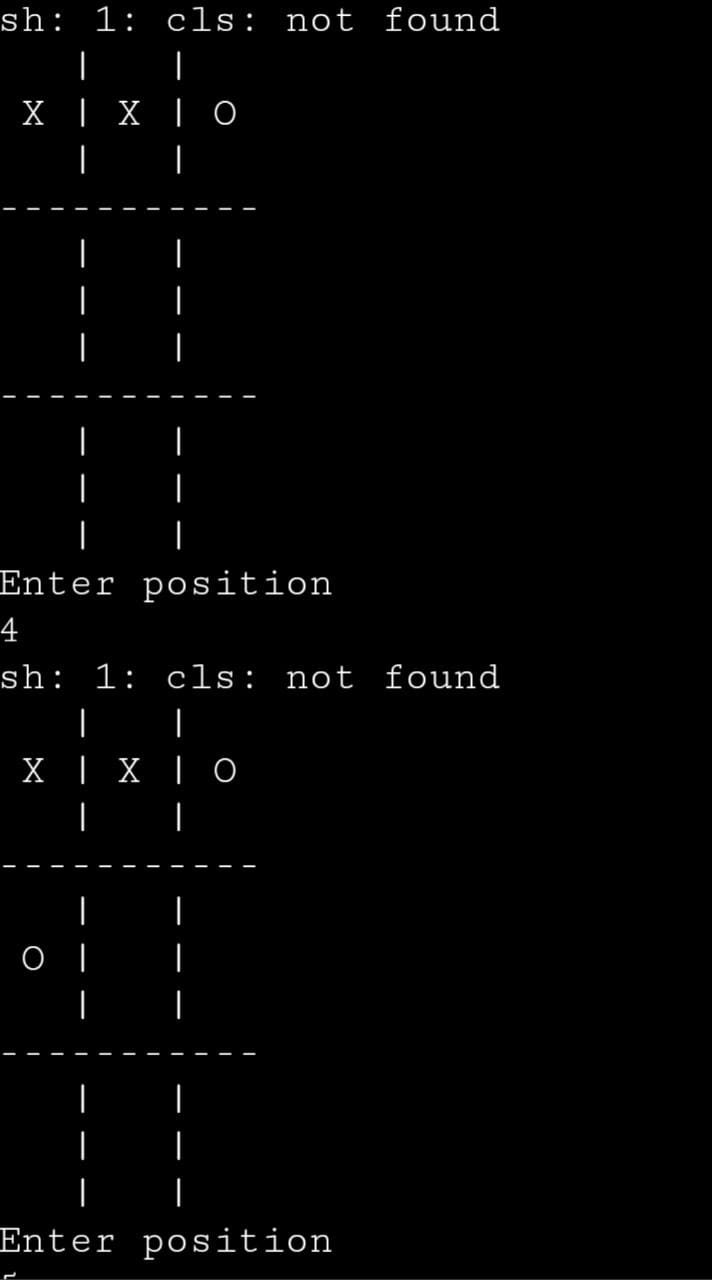 sh: 1: cls: not found
   |   |
 X | X | O
   |   |
-----------
   |   |
   |   |
   |   |
-----------
   |   |
   |   |
   |   |
Enter position
4
sh: 1: cls: not found
   |   |
 X | X | O
   |   |
-----------
   |   |
 O |   |
   |   |
-----------
   |   |
   |   |
   |   |
Enter position